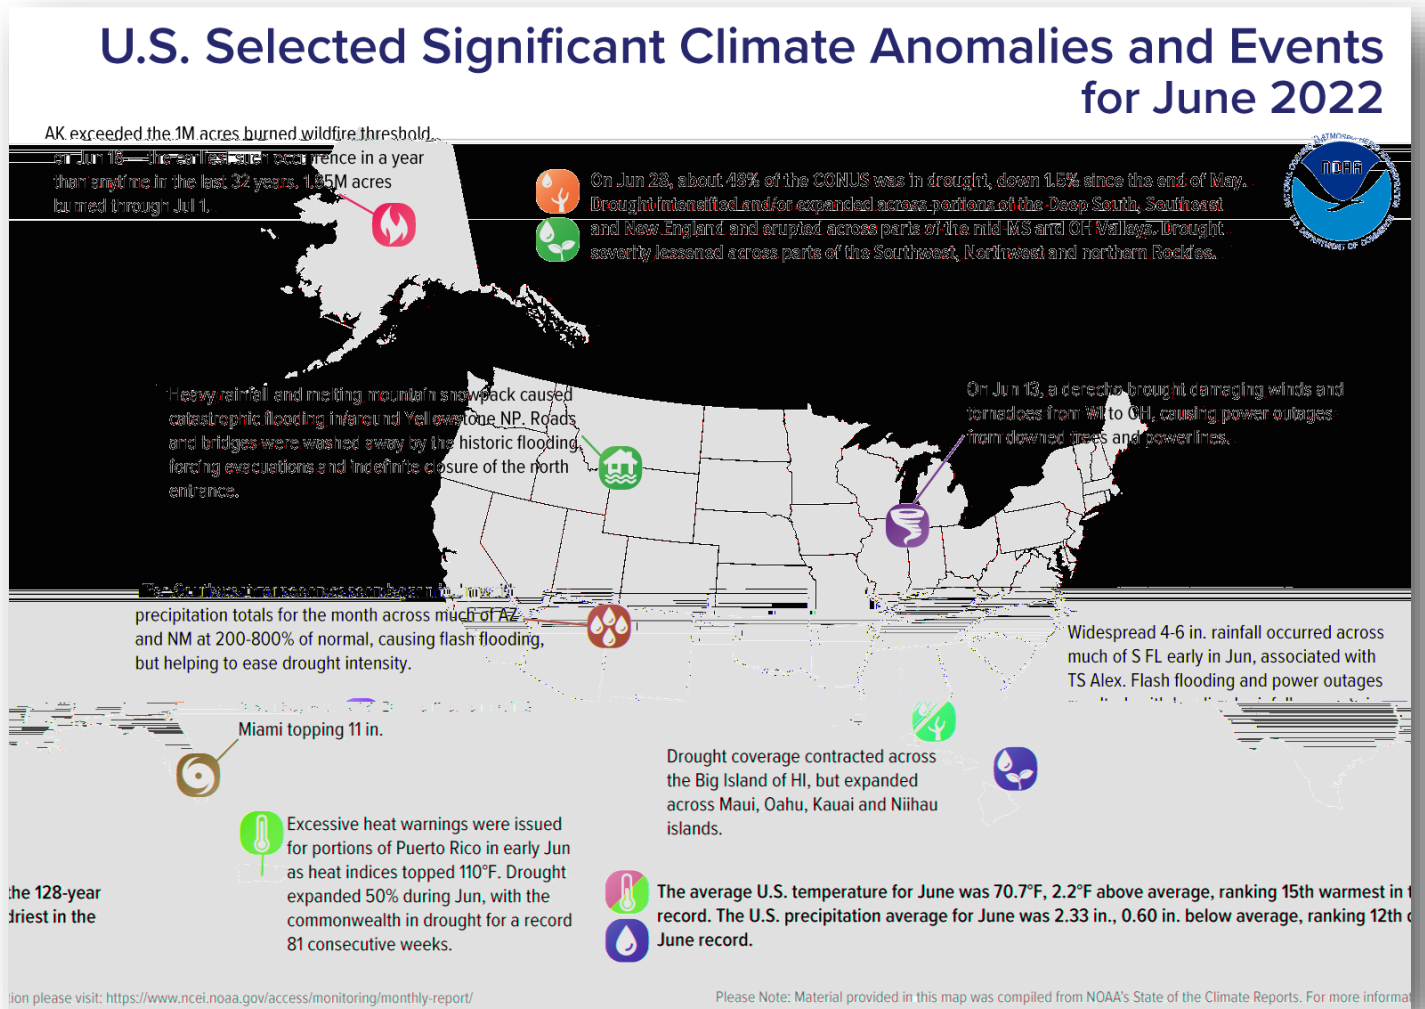 U.S. Selected Significant Climate Anomalies and Events
for June 2022
AK exceeded the 1M acres burned wildfire threshold
on Jun 18—the earliest such occurrence in a year
than anytime in the last 32 years. 1.85M acres
burned through Jul 1.
On Jun 28, about 48% of the CONUS was in drought, down 1.5% since the end of May.
Drought intensified and/or expanded across portions of the Deep South, Southeast
and New England and erupted across parts of the mid-MS and OH Valleys. Drought
severity lessened across parts of the Southwest, Northwest and northern Rockies.
NOAA
U.S. DEPARTMENT OF COMMERCE
Heavy rainfall and melting mountain snowpack caused
catastrophic flooding in/around Yellowstone NP. Roads
and bridges were washed away by the historic flooding,
forcing evacuations and indefinite closure of the north
entrance.
On Jun 13, a derecho brought damaging winds and
tornadoes from WI to OH, causing power outages
from downed trees and powerlines.
The Southwest monsoon season began in June with
precipitation totals for the month across much of AZ
and NM at 200-800% of normal, causing flash flooding,
but helping to ease drought intensity.
Widespread 4-6 in. rainfall occurred across
much of S FL early in Jun, associated with
TS Alex. Flash flooding and power outages
Miami topping 11 in.
Drought coverage contracted across
the Big Island of HI, but expanded
across Maui, Oahu, Kauai and Niihau
islands.
Excessive heat warnings were issued
for portions of Puerto Rico in early Jun
as heat indices topped 110°F. Drought
expanded 50% during Jun, with the
commonwealth in drought for a record
81 consecutive weeks.
the 128-year
driest in the
The average U.S. temperature for June was 70.7°F, 2.2°F above average, ranking 15th warmest in
record. The U.S. precipitation average for June was 2.33 in., 0.60 in. below average, ranking 12th
June record.
ion please visit: https://www.ncei.noaa.gov/access/monitoring/monthly-report/
Please Note: Material provided in this map was compiled from NOAA's State of the Climate Reports. For more informat